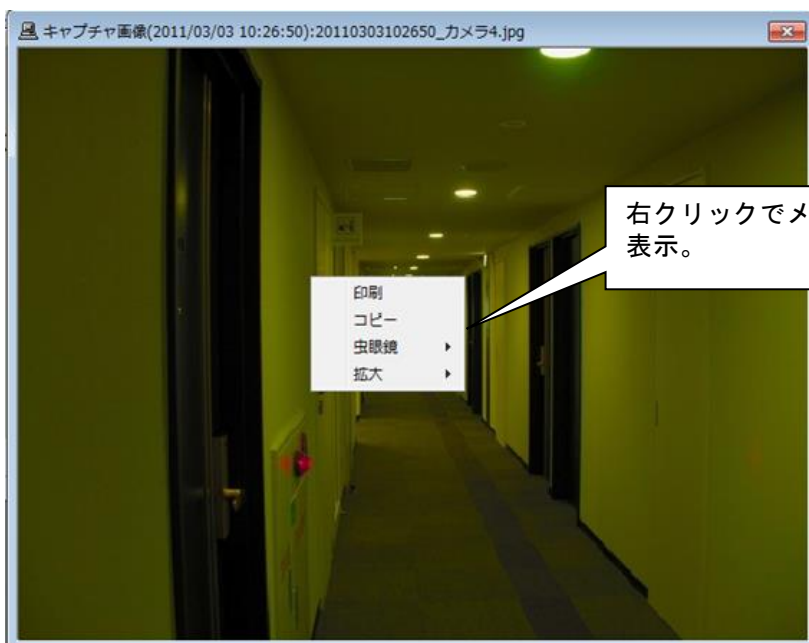 キャプチャ画像(2011/03/03 10:26:50):20110303102650_カメラ4.jpg
右クリックでメ
表示。
印刷
コピー
虫眼鏡
拡大